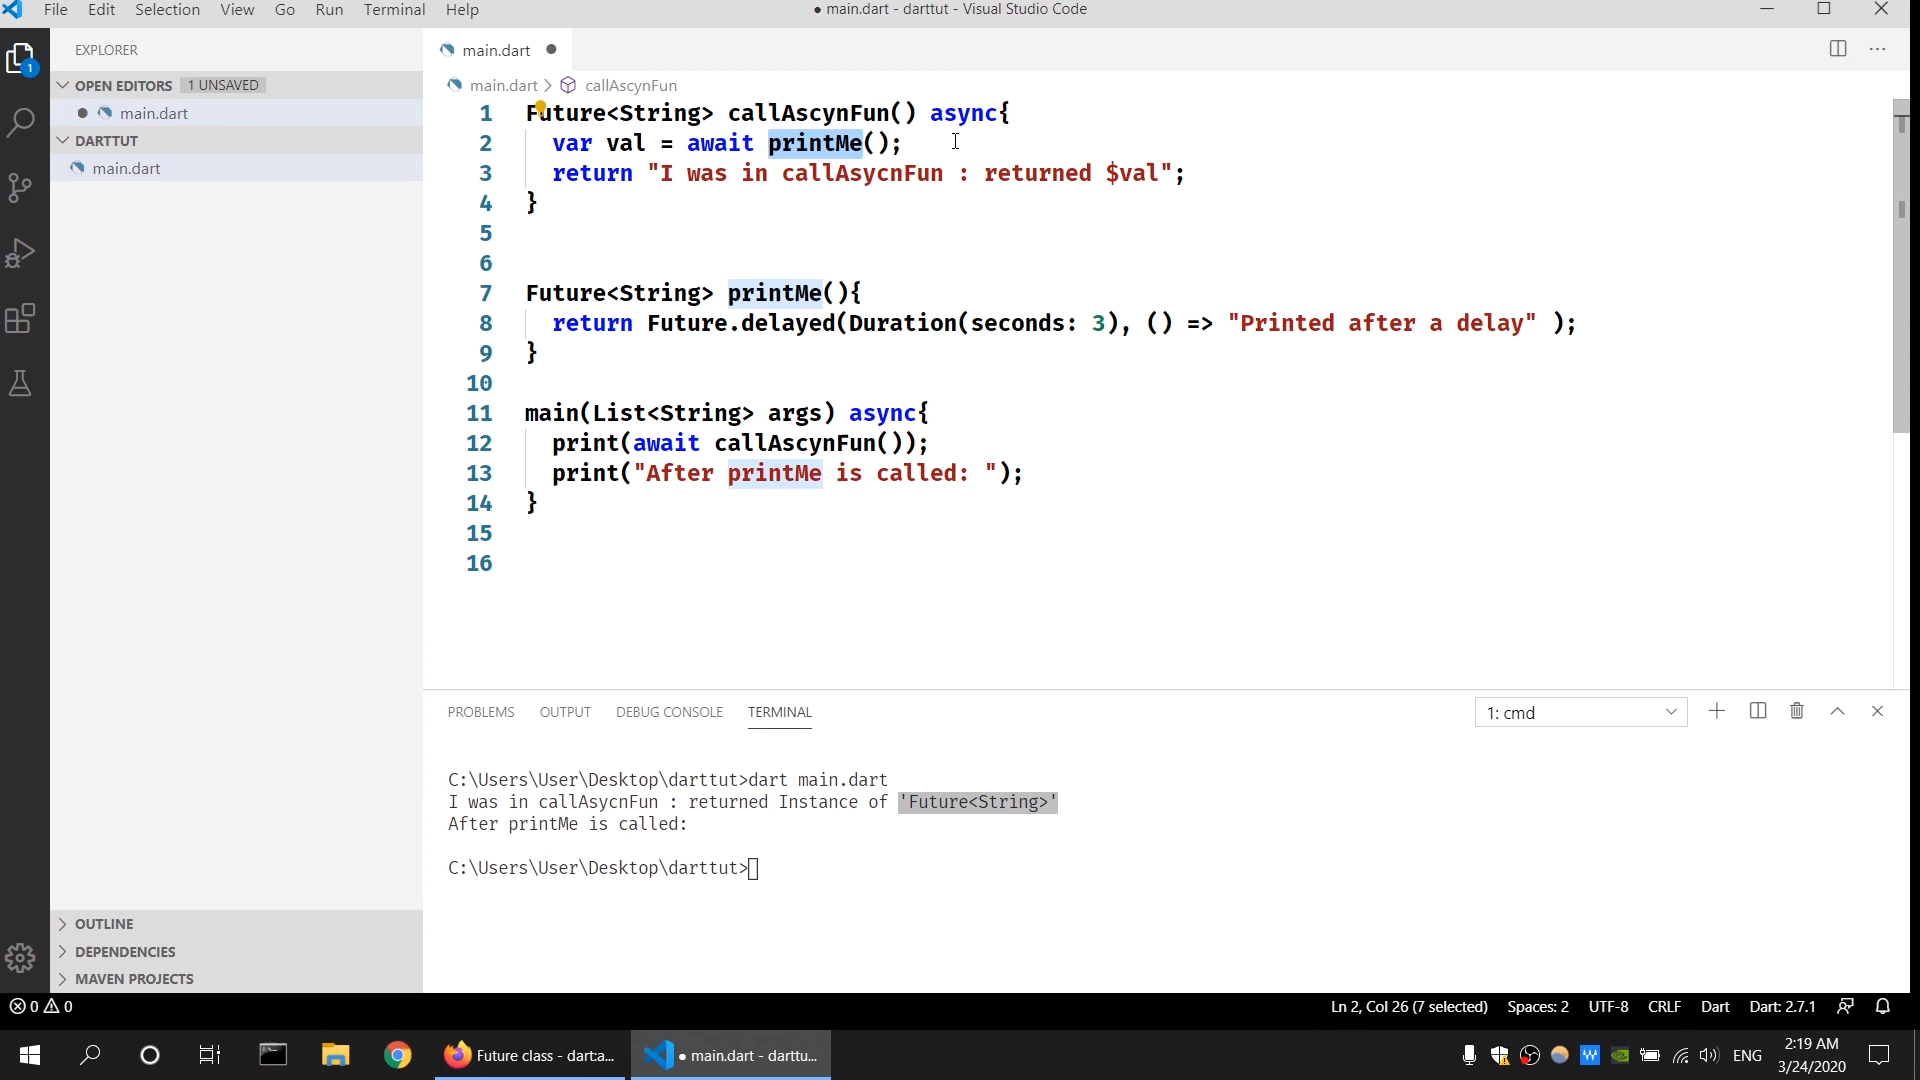 File Edit Selection View Go Run Terminal Help
● main.dart - darttut - Visual Studio Code
EXPLORER
1
OPEN EDITORS 1 UNSAVED
main.dart
DARTTUT
main.dart
OUTLINE
DEPENDENCIES
MAVEN PROJECTS
main.dart
main.dart > callAscynFun
1 Future<String> callAscynFun() async{
2 var val = await printMe();
3 return "I was in callAsycnFun : returned $val";
4 }
5
6
7 Future<String> printMe(){
8 return Future.delayed(Duration(seconds: 3), () => "Printed after a delay" );
9 }
10
11 main(List<String> args) async{
12 print(await callAscynFun());
13 print("After printMe is called: ");
14 }
15
16
PROBLEMS OUTPUT DEBUG CONSOLE TERMINAL
1: cmd
C:\Users\User\Desktop\darttut>dart main.dart
I was in callAsycnFun : returned Instance of 'Future<String>'
After printMe is called:
C:\Users\User\Desktop\darttut>
0 0
Ln 2, Col 26 (7 selected) Spaces: 2 UTF-8 CRLF Dart Dart: 2.7.1
Future class - dart:a...
● main.dart - darttu...
ENG
2:19 AM
3/24/2020